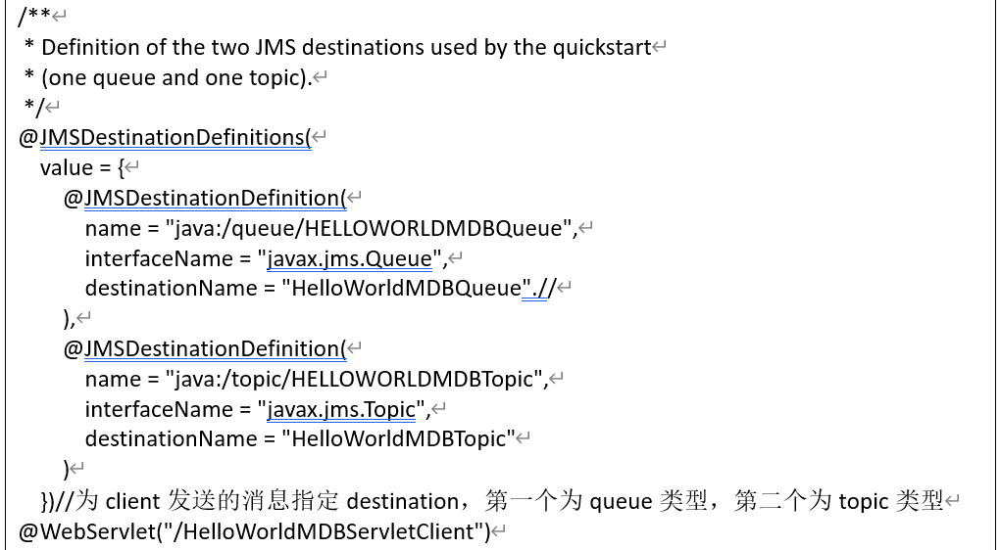 /**
 * Definition of the two JMS destinations used by the quickstart
 * (one queue and one topic).
 */
@JMSDestinationDefinitions(
    value = {
        @JMSDestinationDefinition(
            name = "java:/queue/HELLOWORLDMDBQueue",
            interfaceName = "javax.jms.Queue",
            destinationName = "HelloWorldMDBQueue".//
        ),
        @JMSDestinationDefinition(
            name = "java:/topic/HELLOWORLDMDBTopic",
            interfaceName = "javax.jms.Topic",
            destinationName = "HelloWorldMDBTopic"
        )
    })//为 client 发送的消息指定 destination，第一个为 queue 类型，第二个为 topic 类型
@WebServlet("/HelloWorldMDBServletClient")